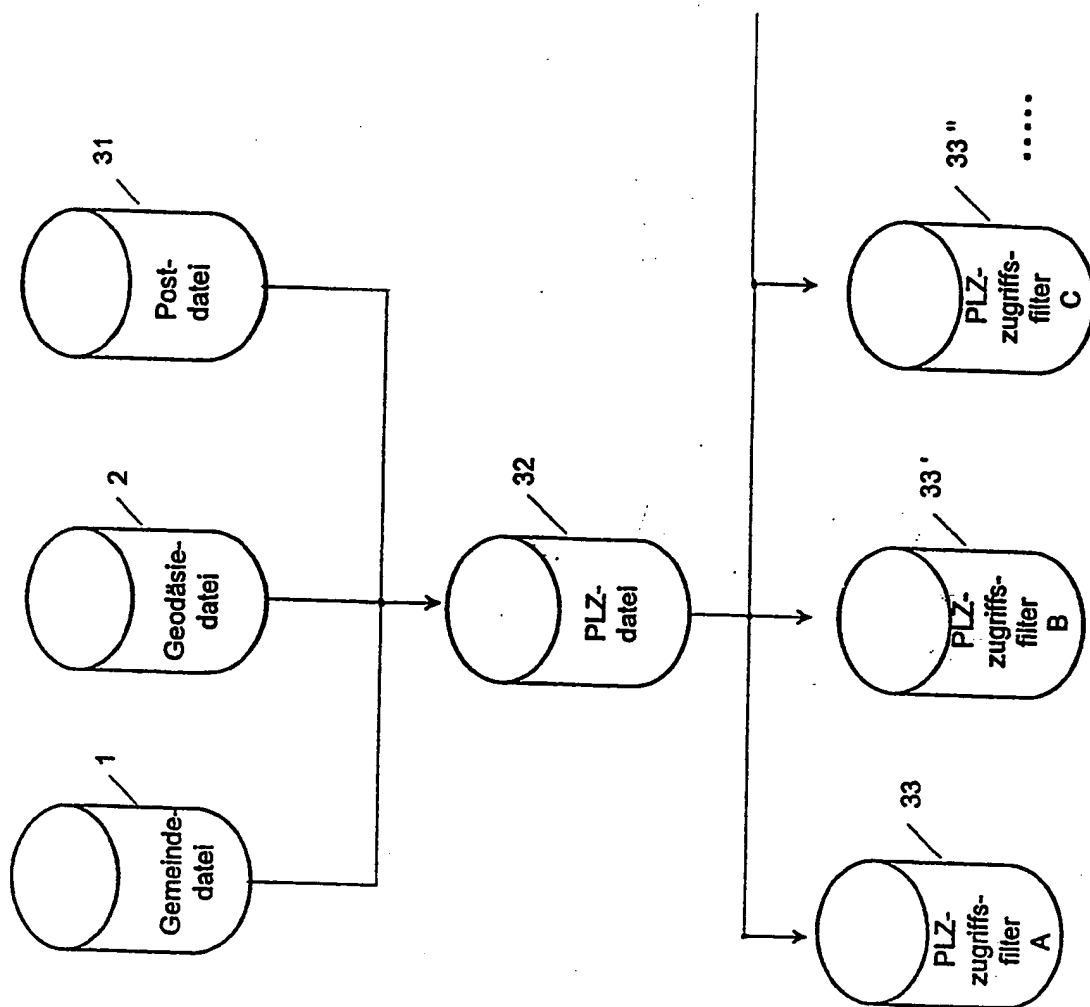 1
Gemeinde-
datei
2
Geodäsie-
datei
31
Post-
datei
32
PLZ-
datei
33
PLZ-
zugriffs-
filter
A
33'
PLZ-
zugriffs-
filter
B
33"
PLZ-
zugriffs-
filter
C
.....